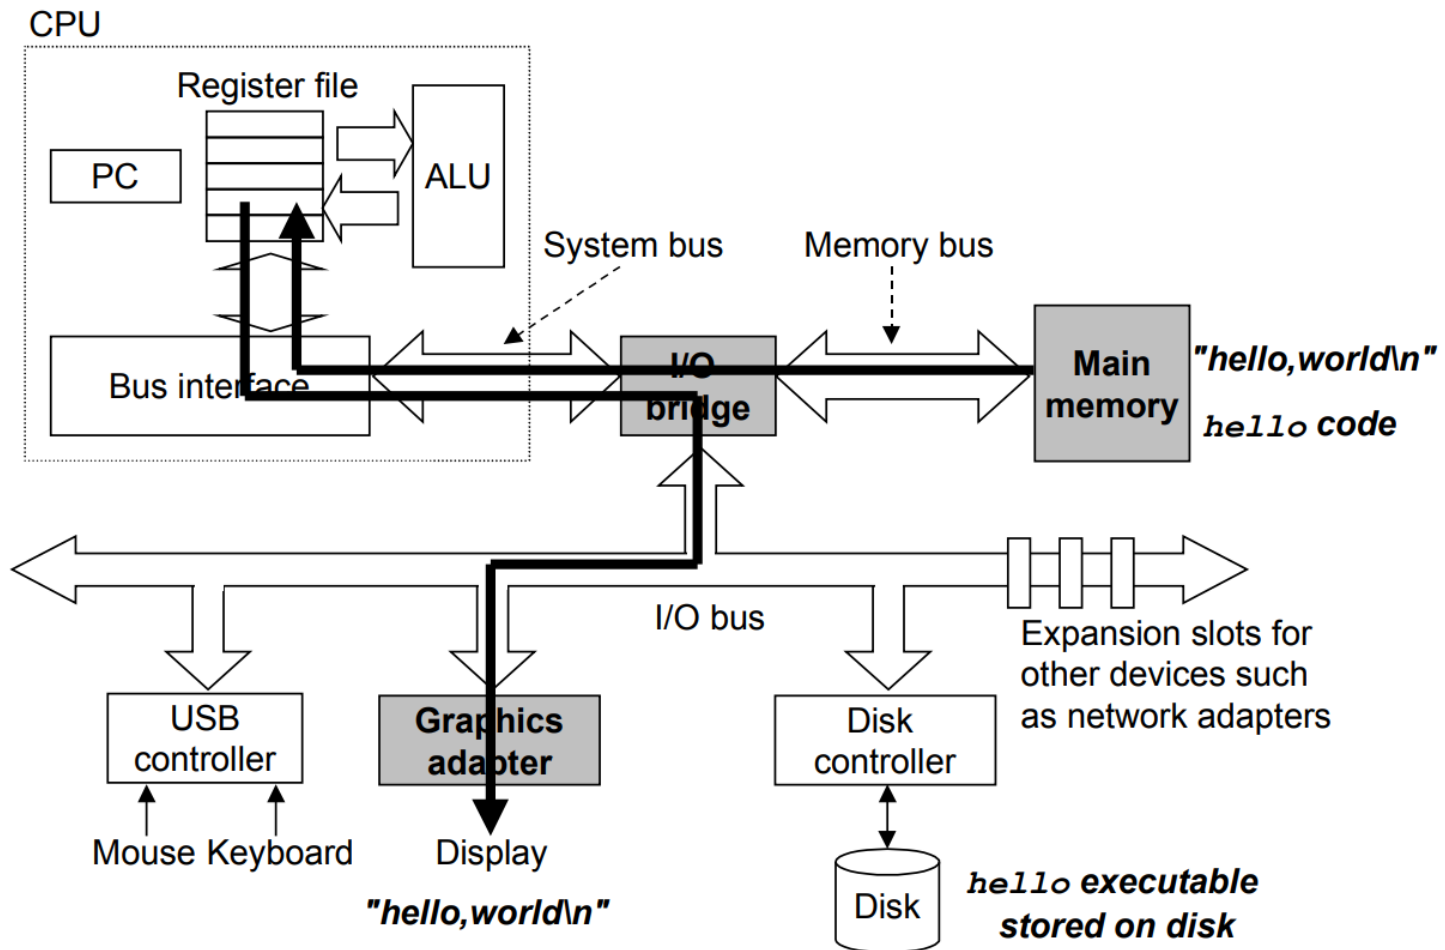 CPU
Register file
PC
ALU
System bus
Memory bus
Bus interface
I/O
bridge
Main
memory
"hello,world\n"
hello code
I/O bus
Expansion slots for
other devices such
as network adapters
USB
controller
Graphics
adapter
Disk
controller
Mouse Keyboard
Display
"hello,world\n"
Disk
hello executable
stored on disk